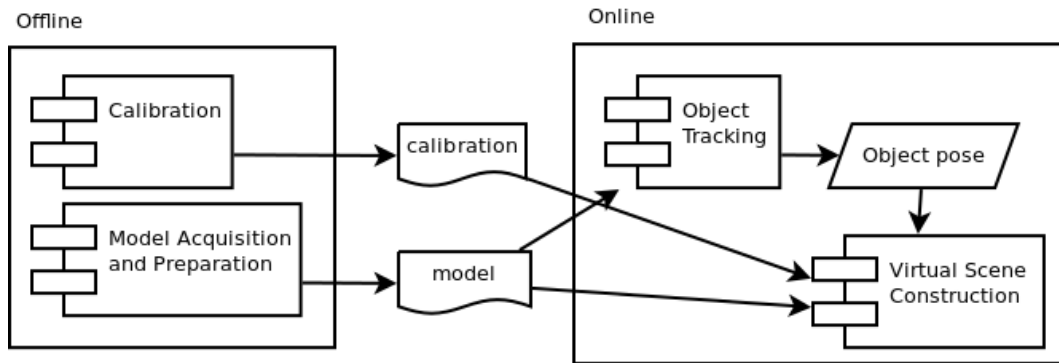 Offline
Online
Calibration
calibration
Object
Tracking
Object pose
Model Acquisition
and Preparation
model
Virtual Scene
Construction